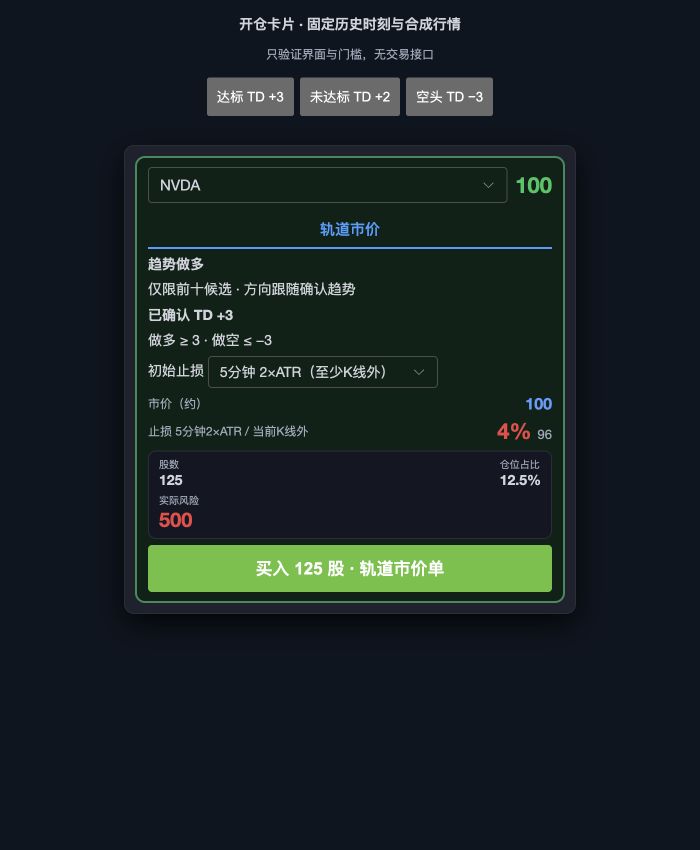 开仓卡片 · 固定历史时刻与合成行情
只验证界面与门槛，无交易接口
达标 TD +3 未达标 TD +2 空头 TD −3
NVDA 100
轨道市价
趋势做多
仅限前十候选 · 方向跟随确认趋势
已确认 TD +3
做多 ≥ 3 · 做空 ≤ −3
初始止损 5分钟 2×ATR（至少K线外）
市价（约） 100
止损 5分钟2×ATR / 当前K线外 4% 96
股数 仓位占比
125 12.5%
实际风险
500
买入 125 股 · 轨道市价单